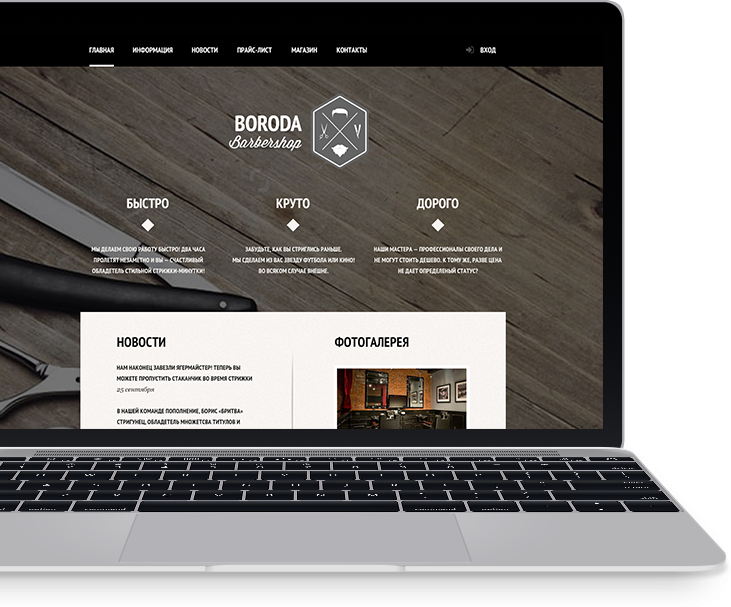 ГЛАВНАЯ ИНФОРМАЦИЯ НОВОСТИ ПРАЙС-ЛИСТ МАГАЗИН КОНТАКТЫ ВХОД
BORODA
Barbershop
БЫСТРО
МЫ ДЕЛАЕМ СВОЮ РАБОТУ БЫСТРО! ДВА ЧАСА
ПРОЛЕТЯТ НЕЗАМЕТНО И ВЫ — СЧАСТЛИВЫЙ
ОБЛАДАТЕЛЬ СТИЛЬНОЙ СТРИЖКИ-МИНУТКИ!
КРУТО
ЗАБУДЬТЕ, КАК ВЫ СТРИГЛИСЬ РАНЬШЕ.
МЫ СДЕЛАЕМ ИЗ ВАС ЗВЕЗДУ ФУТБОЛА ИЛИ КИНО!
ВО ВСЯКОМ СЛУЧАЕ ВНЕШНЕ.
ДОРОГО
НАШИ МАСТЕРА — ПРОФЕССИОНАЛЫ СВОЕГО ДЕЛА И
НЕ МОГУТ СТОИТЬ ДЕШЕВО. К ТОМУ ЖЕ, РАЗВЕ ЦЕНА
НЕ ДАЕТ ОПРЕДЕЛЕНЫЙ СТАТУС?
НОВОСТИ
НАМ НАКОНЕЦ ЗАВЕЗЛИ ЯГЕРМАЙСТЕР! ТЕПЕРЬ ВЫ
МОЖЕТЕ ПРОПУСТИТЬ СТАКАНЧИК ВО ВРЕМЯ СТРИЖКИ
25 сентября
В НАШЕЙ КОМАНДЕ ПОПОЛНЕНИЕ, БОРИС «БРИТВА»
СТРИГУНЕЦ, ОБЛАДАТЕЛЬ МНОЖЕТСВА ТИТУЛОВ И
ФОТОГАЛЕРЕЯ